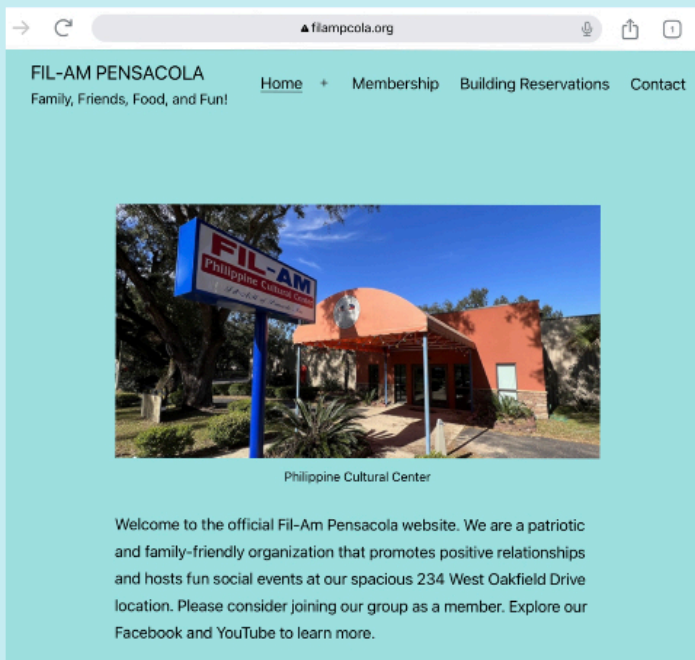 filampcola.org
1
FIL-AM PENSACOLA
Family, Friends, Food, and Fun!
Home + Membership Building Reservations Contact
FIL-AM
Philippine Cultural Center
Philippine Cultural Center
Welcome to the official Fil-Am Pensacola website. We are a patriotic
and family-friendly organization that promotes positive relationships
and hosts fun social events at our spacious 234 West Oakfield Drive
location. Please consider joining our group as a member. Explore our
Facebook and YouTube to learn more.